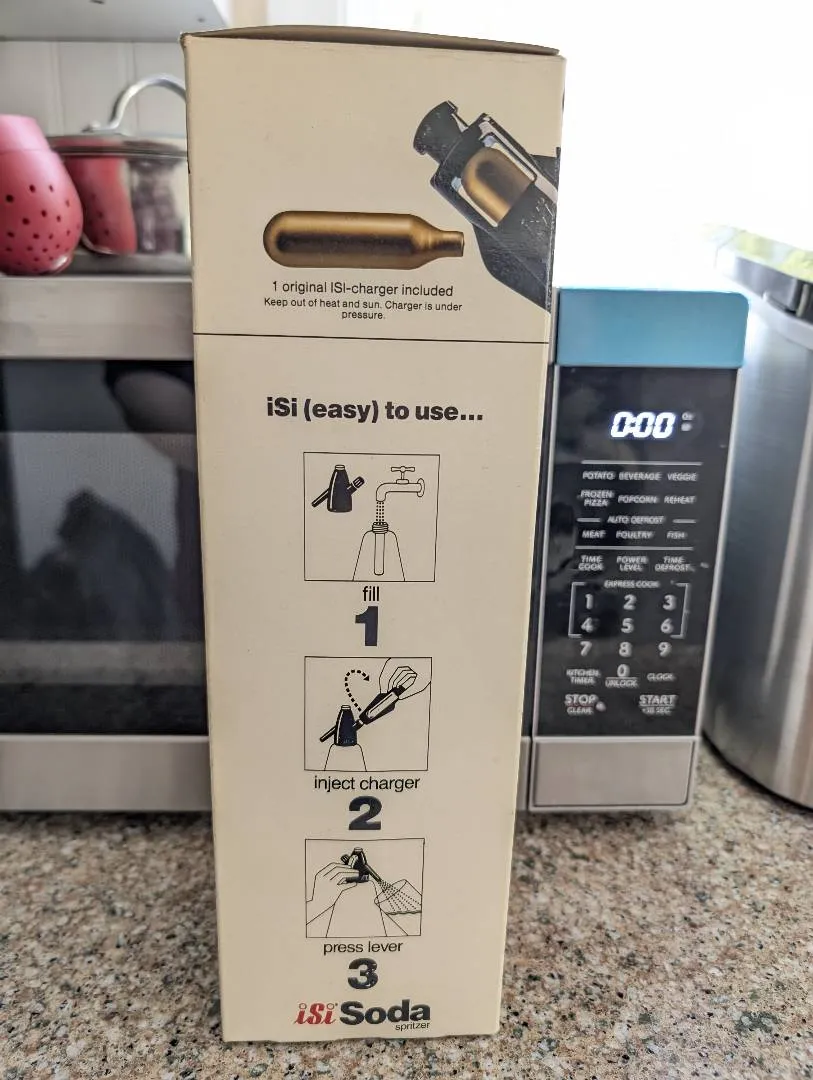 1 original ISI-charger included
Keep out of heat and sun. Charger is under
pressure.
iSi (easy) to use...
fill
1
inject charger
2
press lever
3
iSi Soda
spritzer
0:00
POTATO BEVERAGE VEGGIE
FROZEN PIZZA POPCORN REHEAT
AUTO DEFROST
MEAT POULTRY FISH
TIME COOK POWER LEVEL TIME DEFROST
EXPRESS COOK
1 2 3
4 5 6
7 8 9
KITCHEN TIMER 0 CLOCK
UNLOCK
STOP START
CLEAR +30 SEC